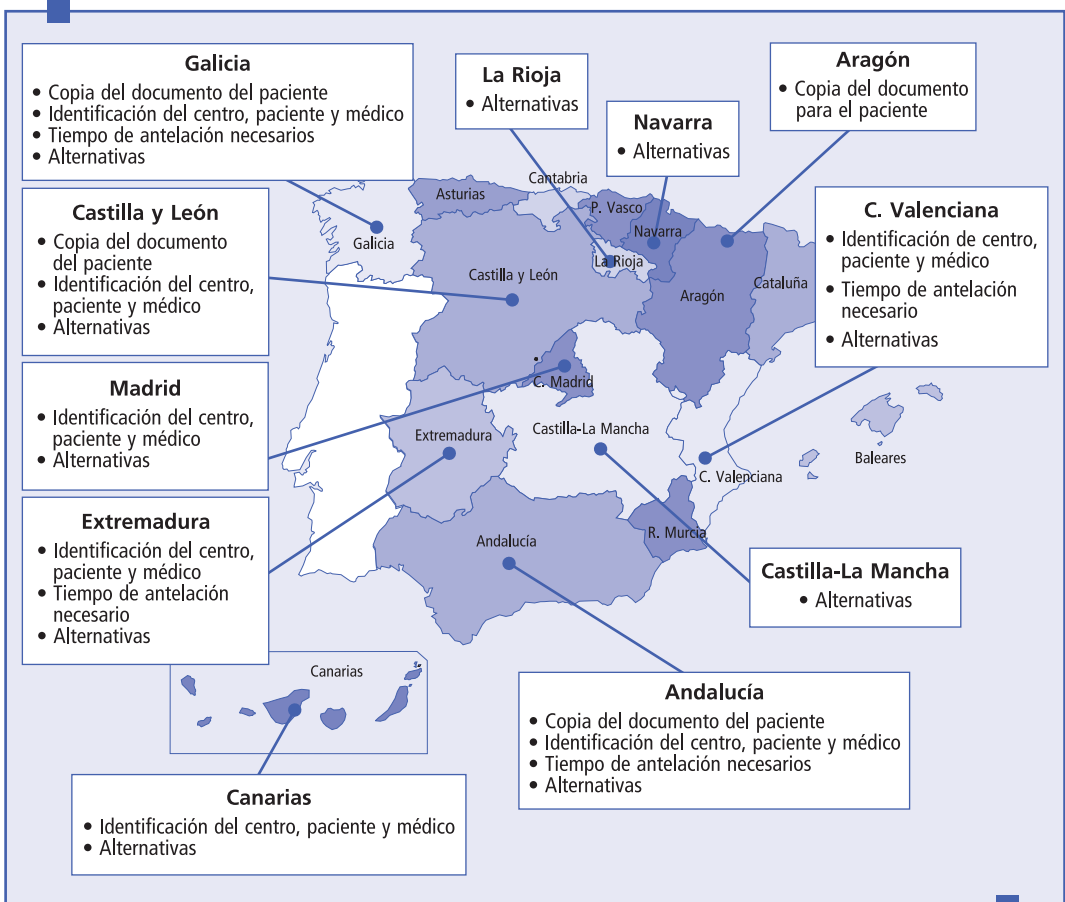 Galicia
• Copia del documento del paciente
• Identificación del centro, paciente y médico
• Tiempo de antelación necesarios
• Alternativas
La Rioja
• Alternativas
Navarra
• Alternativas
Aragón
• Copia del documento
para el paciente
Castilla y León
• Copia del documento
del paciente
• Identificación del centro,
paciente y médico
• Alternativas
C. Valenciana
• Identificación de centro,
paciente y médico
• Tiempo de antelación
necesario
• Alternativas
Madrid
• Identificación del centro,
paciente y médico
• Alternativas
Extremadura
• Identificación del centro,
paciente y médico
• Tiempo de antelación
necesario
• Alternativas
Castilla-La Mancha
• Alternativas
Andalucía
• Copia del documento del paciente
• Identificación del centro, paciente y médico
• Tiempo de antelación necesarios
• Alternativas
Canarias
• Identificación del centro, paciente y médico
• Alternativas
Galicia
Asturias
Cantabria
P. Vasco
Navarra
La Rioja
Castilla y León
Aragón
Cataluña
C. Madrid
Extremadura
Castilla-La Mancha
C. Valenciana
Baleares
R. Murcia
Andalucía
Canarias